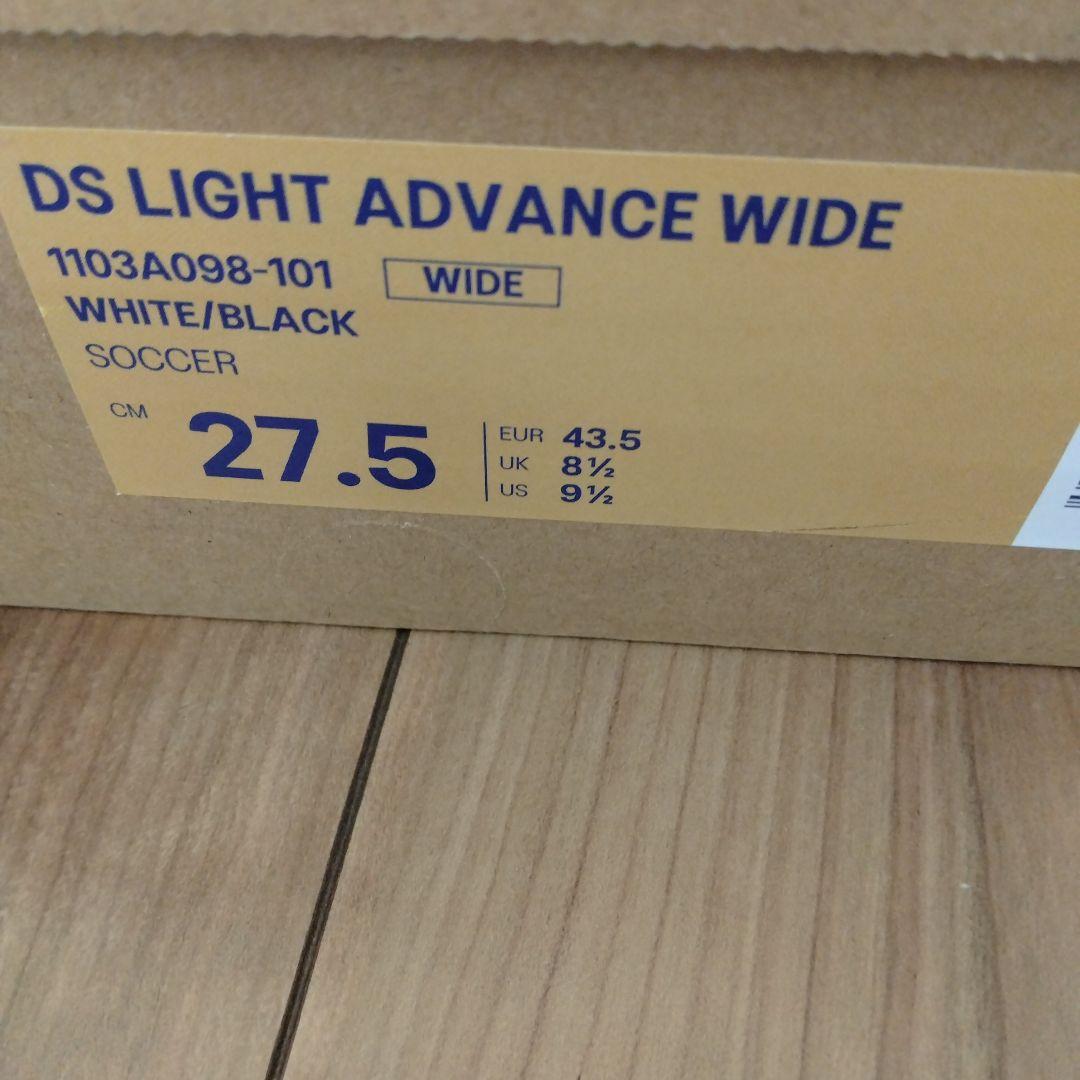 DS LIGHT ADVANCE WIDE
1103A098-101 WIDE
WHITE/BLACK
SOCCER
CM 27.5
EUR 43.5
UK 8½
US 9½